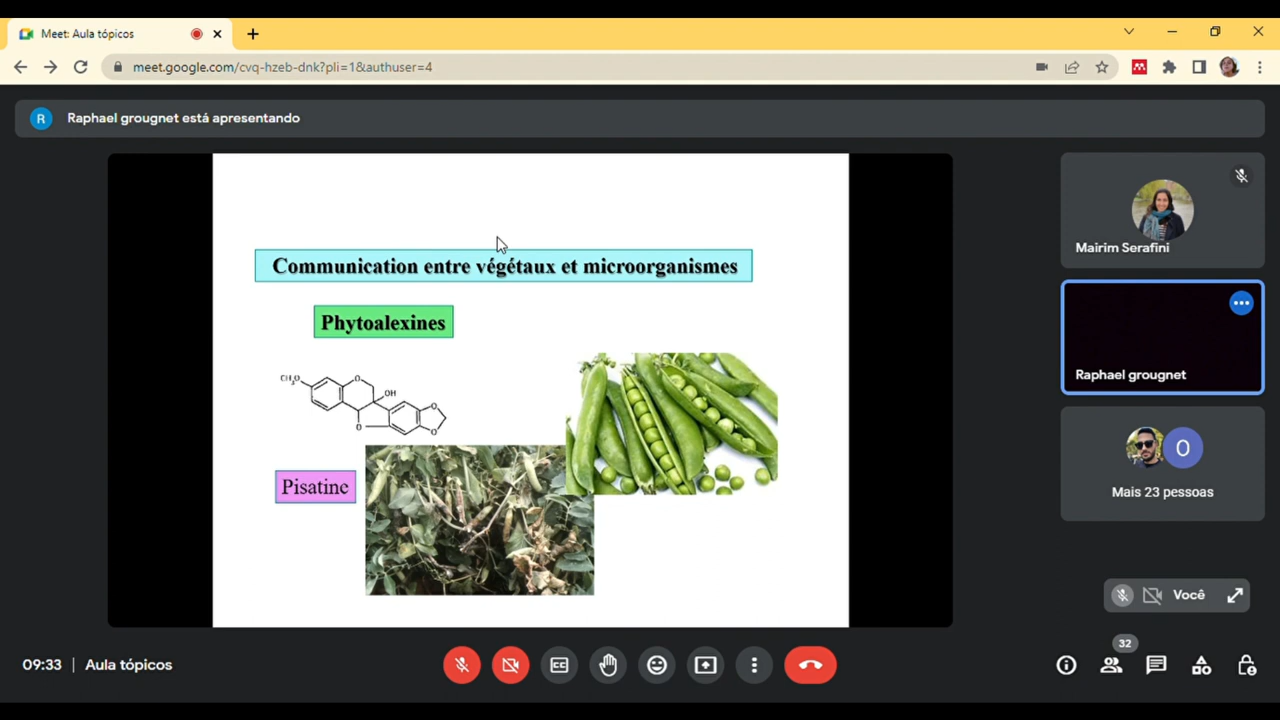 Meet: Aula tópicos
meet.google.com/cvq-hzeb-dnk?pli=1&authuser=4
R
Raphael grougnet está apresentando
Communication entre végétaux et microorganismes
Phytoalexines
CH₃O
O
OH
O
O
O
Pisatine
Mairim Serafini
Raphael grougnet
O
Mais 23 pessoas
Você
09:33 | Aula tópicos
32